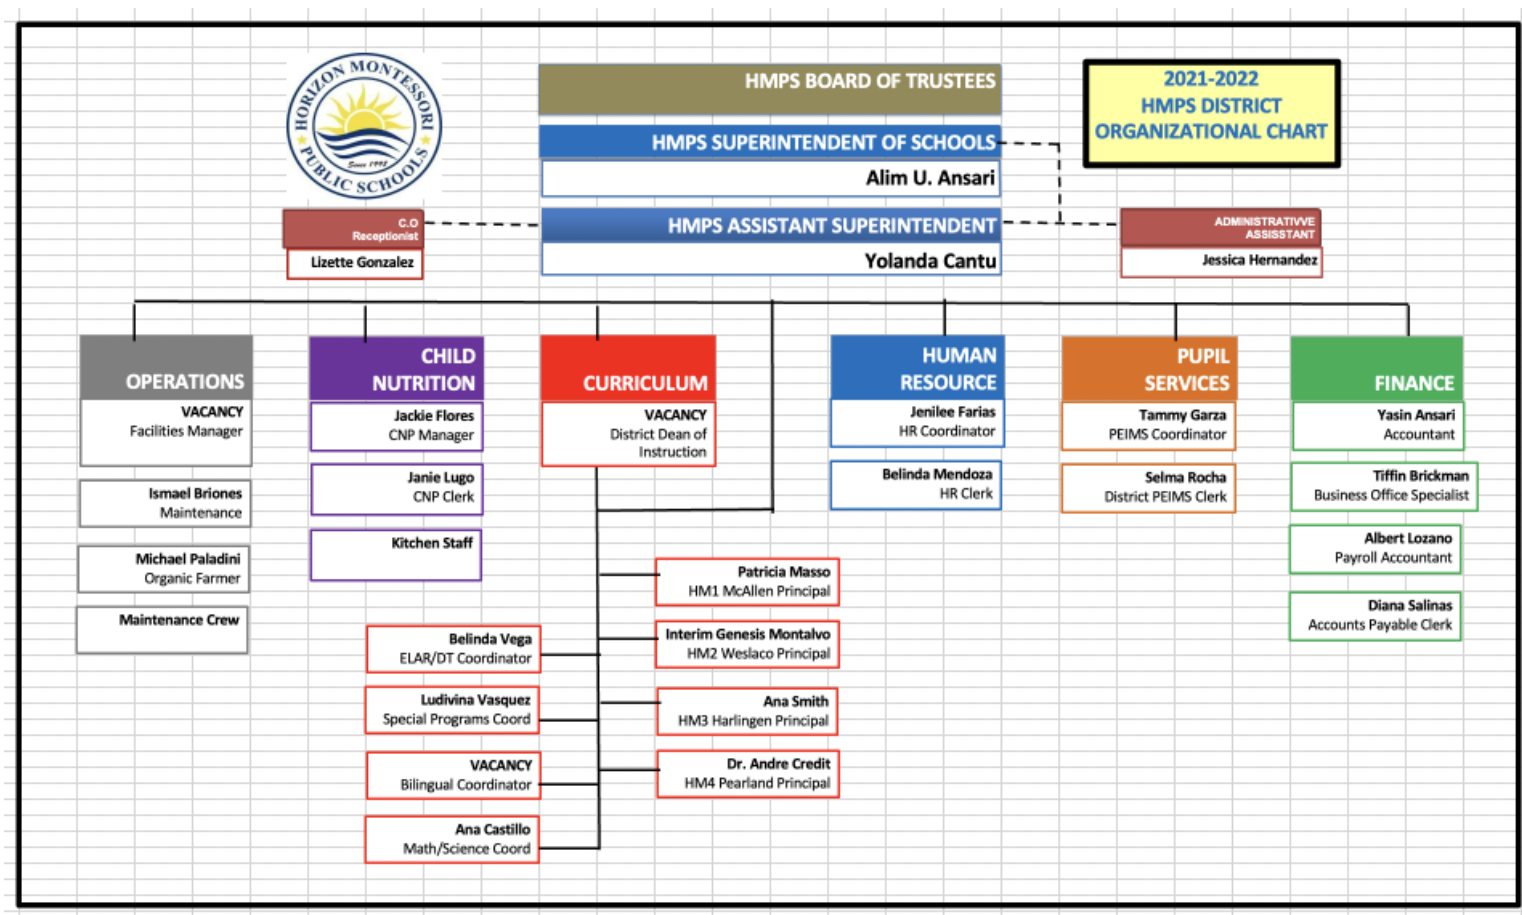 HORIZON MONTESSORI
PUBLIC SCHOOLS
Since 1998
HMPS BOARD OF TRUSTEES
2021-2022
HMPS DISTRICT
ORGANIZATIONAL CHART
HMPS SUPERINTENDENT OF SCHOOLS
Alim U. Ansari
C.O
Receptionist
Lizette Gonzalez
HMPS ASSISTANT SUPERINTENDENT
Yolanda Cantu
ADMINISTRATIVVE
ASSISSTANT
Jessica Hernandez
OPERATIONS
VACANCY
Facilities Manager
Ismael Briones
Maintenance
Michael Paladini
Organic Farmer
Maintenance Crew
CHILD
NUTRITION
Jackie Flores
CNP Manager
Janie Lugo
CNP Clerk
Kitchen Staff
CURRICULUM
VACANCY
District Dean of
Instruction
Patricia Masso
HM1 McAllen Principal
Interim Genesis Montalvo
HM2 Weslaco Principal
Ana Smith
HM3 Harlingen Principal
Dr. Andre Credit
HM4 Pearland Principal
Belinda Vega
ELAR/DT Coordinator
Ludivina Vasquez
Special Programs Coord
VACANCY
Bilingual Coordinator
Ana Castillo
Math/Science Coord
HUMAN
RESOURCE
Jenilee Farias
HR Coordinator
Belinda Mendoza
HR Clerk
PUPIL
SERVICES
Tammy Garza
PEIMS Coordinator
Selma Rocha
District PEIMS Clerk
FINANCE
Yasin Ansari
Accountant
Tiffin Brickman
Business Office Specialist
Albert Lozano
Payroll Accountant
Diana Salinas
Accounts Payable Clerk